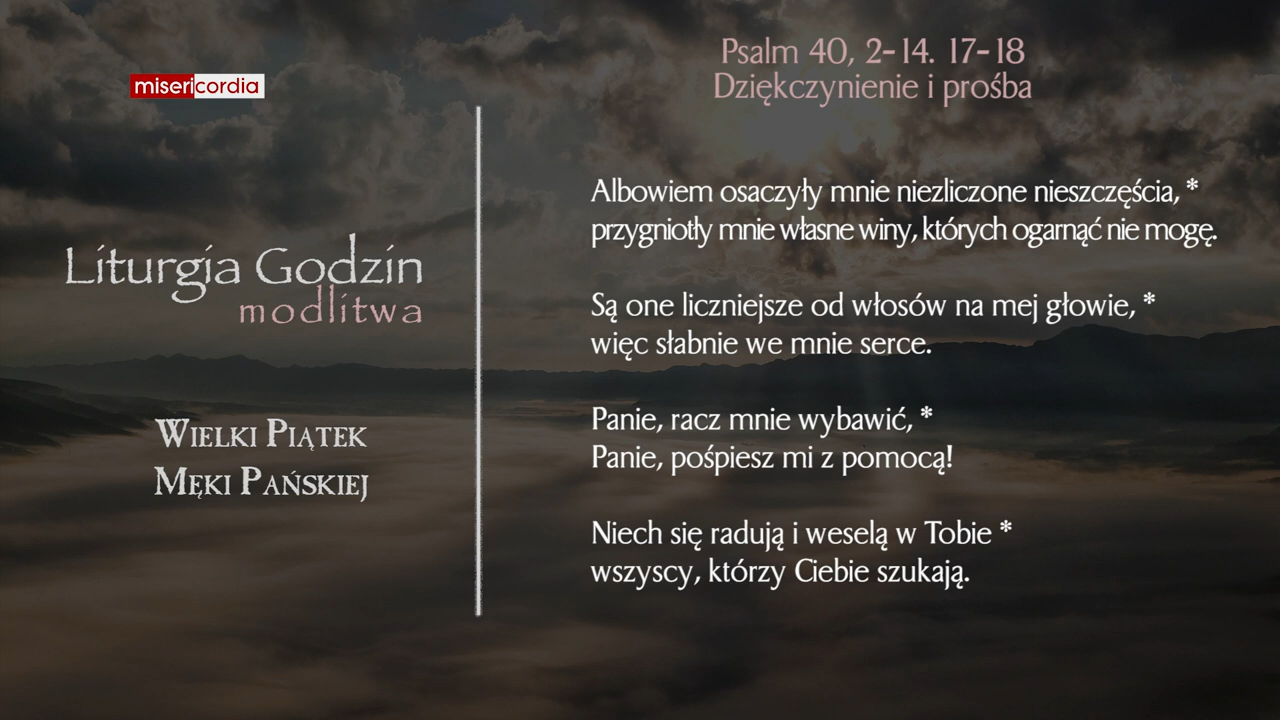 misericordia
Liturgia Godzin
modlitwa
Wielki Piątek
Męki Pańskiej
Psalm 40, 2-14. 17-18
Dziękczynienie i prośba
Albowiem osaczyły mnie niezliczone nieszczęścia, *
przygniotły mnie własne winy, których ogarnąć nie mogę.
Są one liczniejsze od włosów na mej głowie, *
więc słabnie we mnie serce.
Panie, racz mnie wybawić, *
Panie, pośpiesz mi z pomocą!
Niech się radują i weselą w Tobie *
wszyscy, którzy Ciebie szukają.